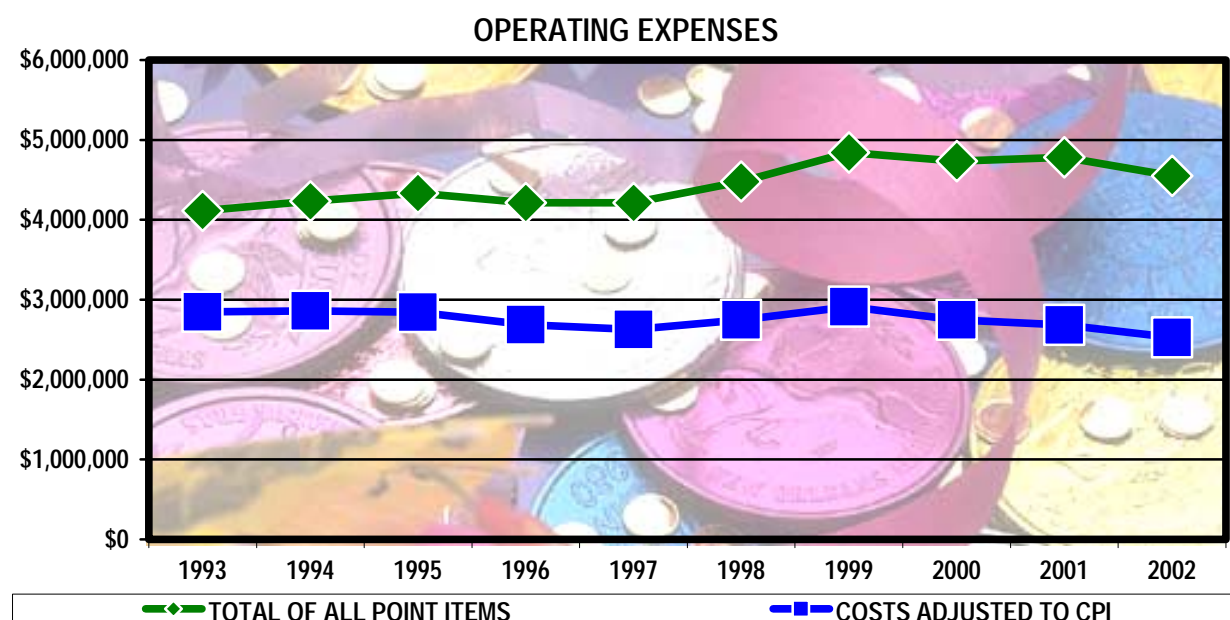 OPERATING EXPENSES
$6,000,000
$5,000,000
$4,000,000
$3,000,000
$2,000,000
$1,000,000
$0
1993 1994 1995 1996 1997 1998 1999 2000 2001 2002
TOTAL OF ALL POINT ITEMS COSTS ADJUSTED TO CPI